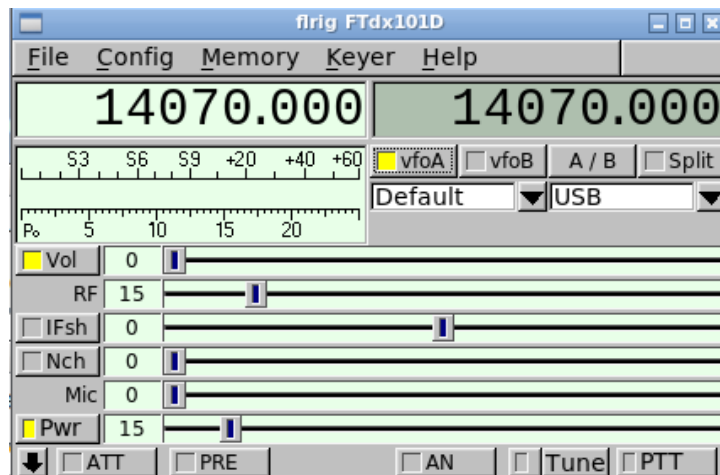 flrig FTdx101D
File Config Memory Keyer Help
14070.000 14070.000
S3 S6 S9 +20 +40 +60 vfoA vfoB A / B Split
Default USB
Po 5 10 15 20
Vol 0
RF 15
IFsh 0
Nch 0
Mic 0
Pwr 15
ATT PRE AN Tune PTT